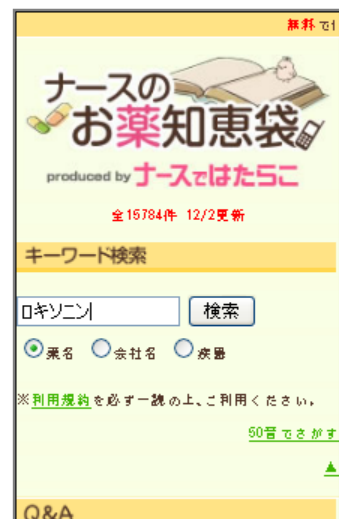 無料 で
ナースの
お薬知恵袋
produced by ナースではたらこ
全15784件 12/2更新
キーワード検索
ロキソニン
検索
薬名 会社名 疾患
※利用規約を必ず一読の上、ご利用ください。
50音でさがす
▲
Q&A